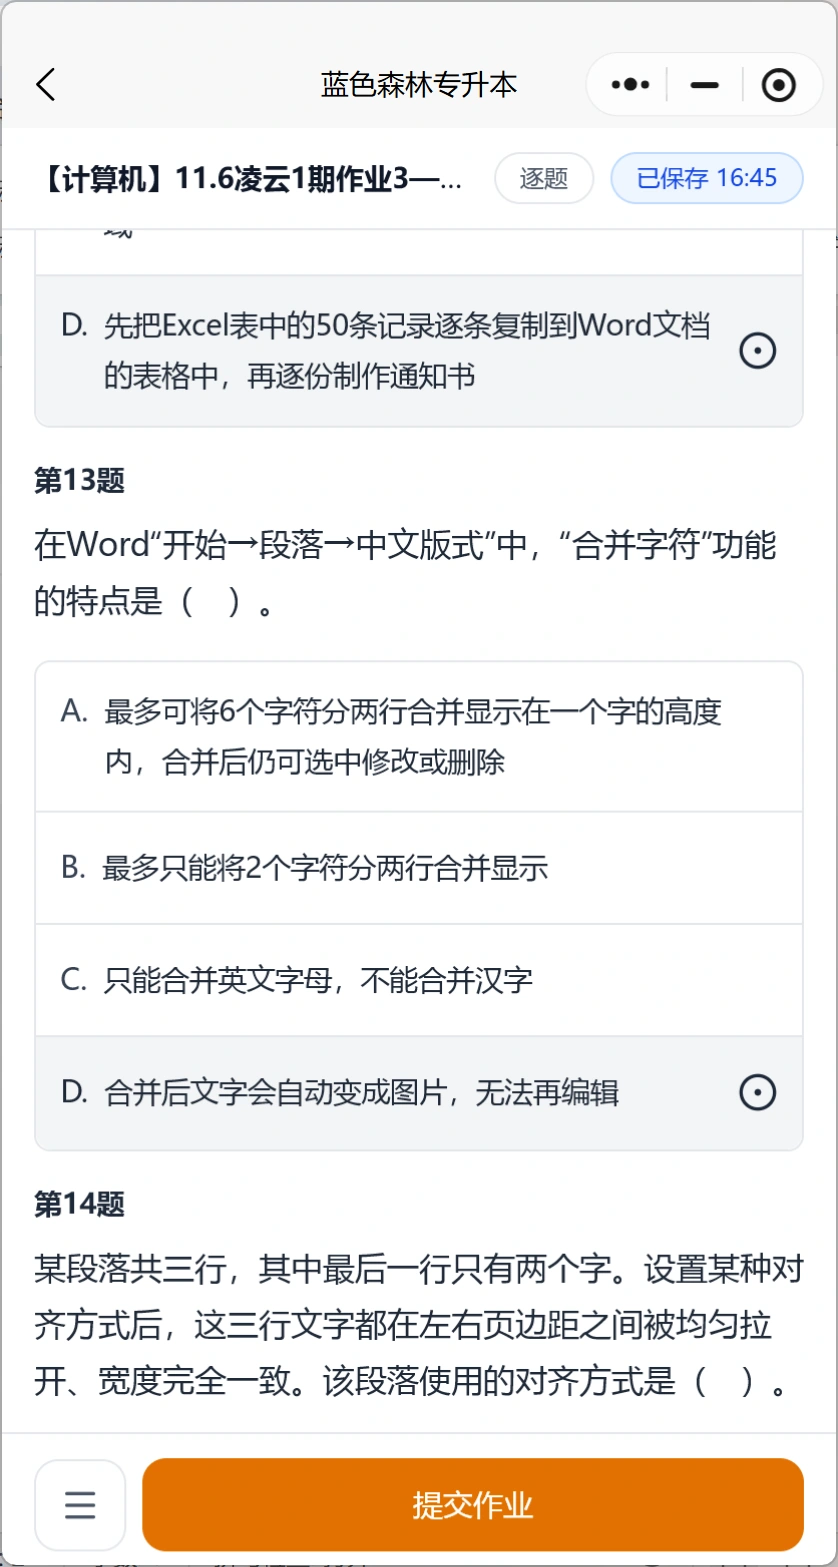 蓝色森林专升本
【计算机】11.6凌云1期作业3—...
逐题
已保存 16:45
域
D. 先把Excel表中的50条记录逐条复制到Word文档
的表格中，再逐份制作通知书
第13题
在Word“开始→段落→中文版式”中，“合并字符”功能
的特点是（　）。
A. 最多可将6个字符分两行合并显示在一个字的高度
内，合并后仍可选中修改或删除
B. 最多只能将2个字符分两行合并显示
C. 只能合并英文字母，不能合并汉字
D. 合并后文字会自动变成图片，无法再编辑
第14题
某段落共三行，其中最后一行只有两个字。设置某种对
齐方式后，这三行文字都在左右页边距之间被均匀拉
开、宽度完全一致。该段落使用的对齐方式是（　）。
提交作业